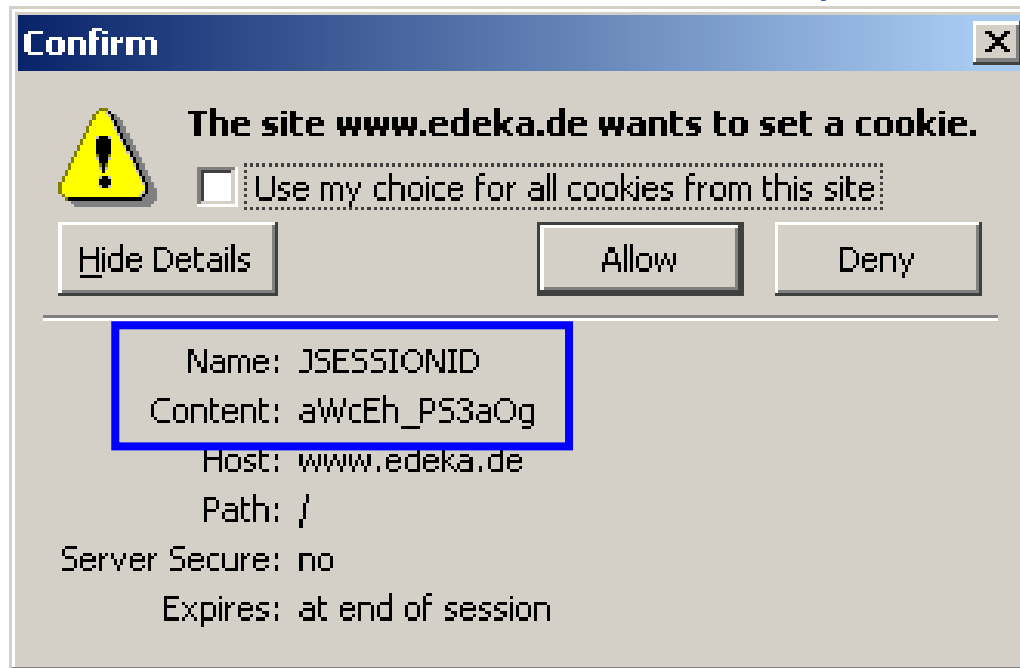 Confirm
The site www.edeka.de wants to set a cookie.
Use my choice for all cookies from this site
Hide Details Allow Deny
Name: JSESSIONID
Content: aWcEh_PS3aOg
Host: www.edeka.de
Path: /
Server Secure: no
Expires: at end of session